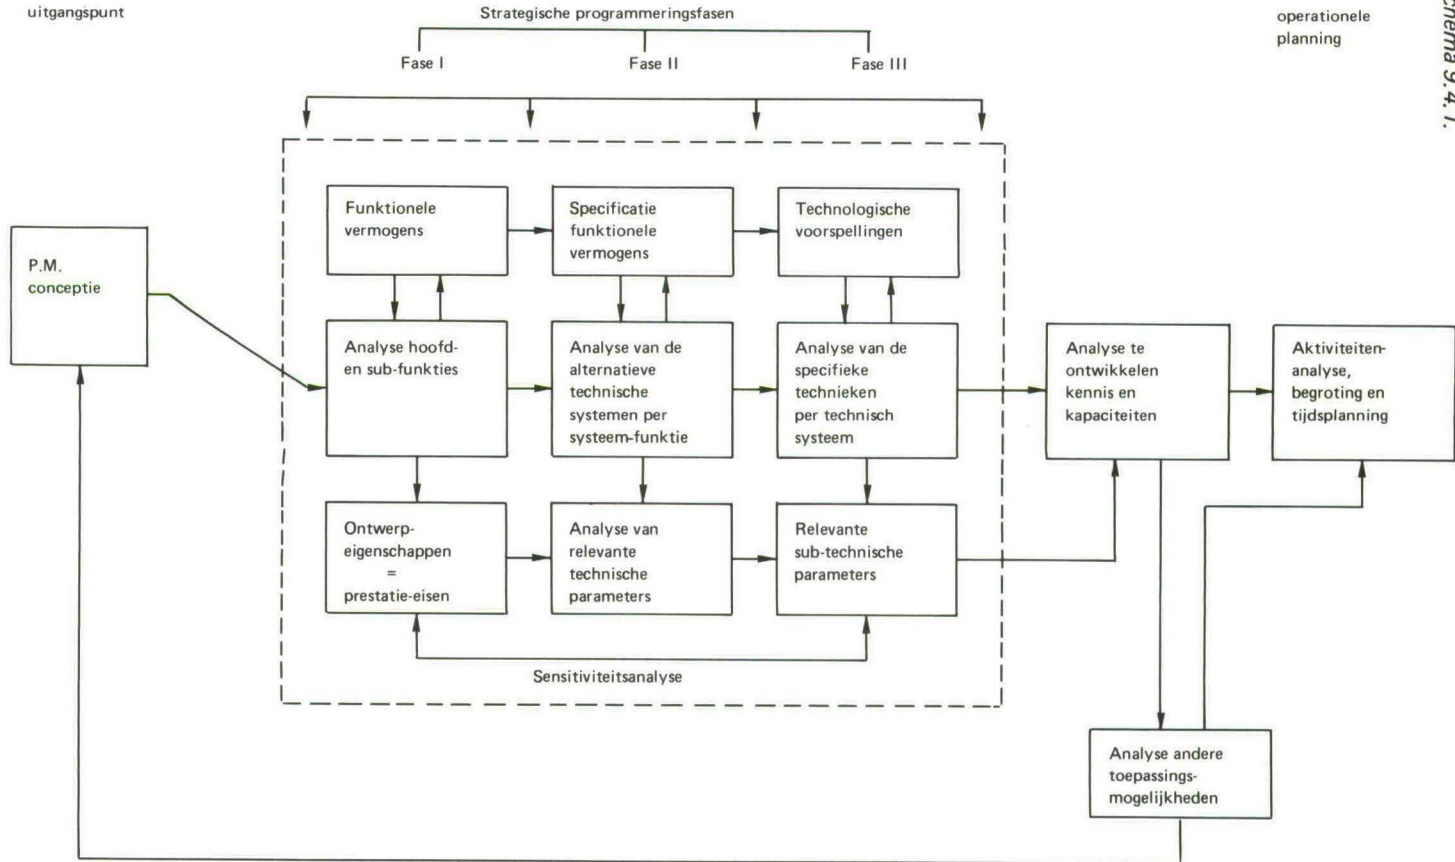 uitgangspunt
Strategische programmeringsfasen
operationele
planning
Fase I
Fase II
Fase III
P.M.
conceptie
Funktionele
vermogens
Specificatie
funktionele
vermogens
Technologische
voorspellingen
Analyse hoofd-
en sub-funkties
Analyse van de
alternatieve
technische
systemen per
systeem-funktie
Analyse van de
specifieke
technieken
per technisch
systeem
Analyse te
ontwikkelen
kennis en
kapaciteiten
Aktiviteiten-
analyse,
begroting en
tijdsplanning
Ontwerp-
eigenschappen
=
prestatie-eisen
Analyse van
relevante
technische
parameters
Relevante
sub-technische
parameters
Sensitiviteitsanalyse
Analyse andere
toepassings-
mogelijkheden
chema 9.4.1.